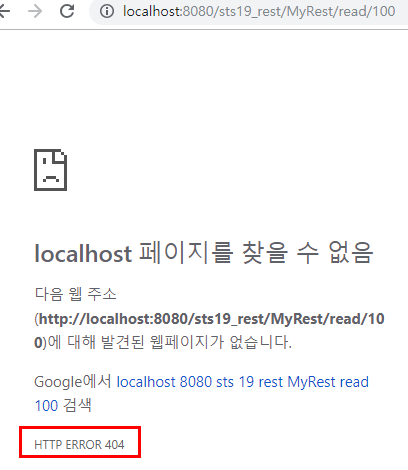 localhost:8080/sts19_rest/MyRest/read/100
localhost 페이지를 찾을 수 없음
다음 웹 주소
(http://localhost:8080/sts19_rest/MyRest/read/10
0)에 대해 발견된 웹페이지가 없습니다.
Google에서 localhost 8080 sts 19 rest MyRest read
100 검색
HTTP ERROR 404